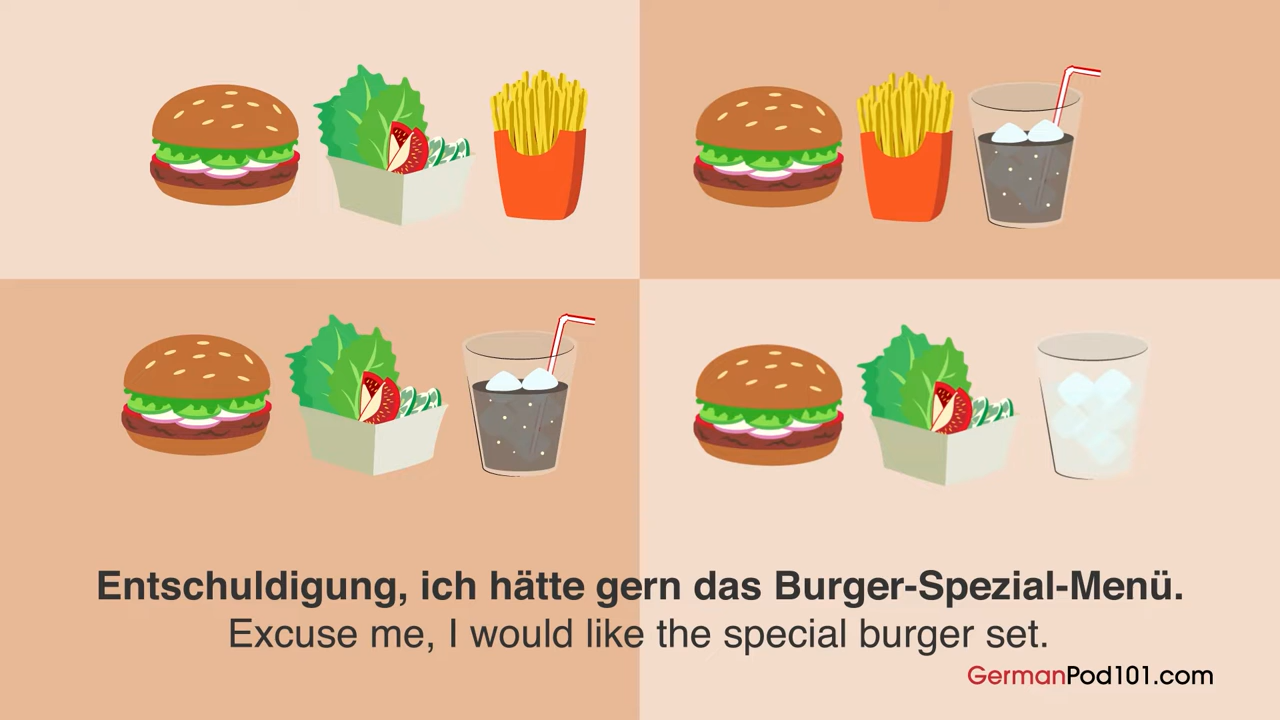 Entschuldigung, ich hätte gern das Burger-Spezial-Menü.
Excuse me, I would like the special burger set.
GermanPod101.com